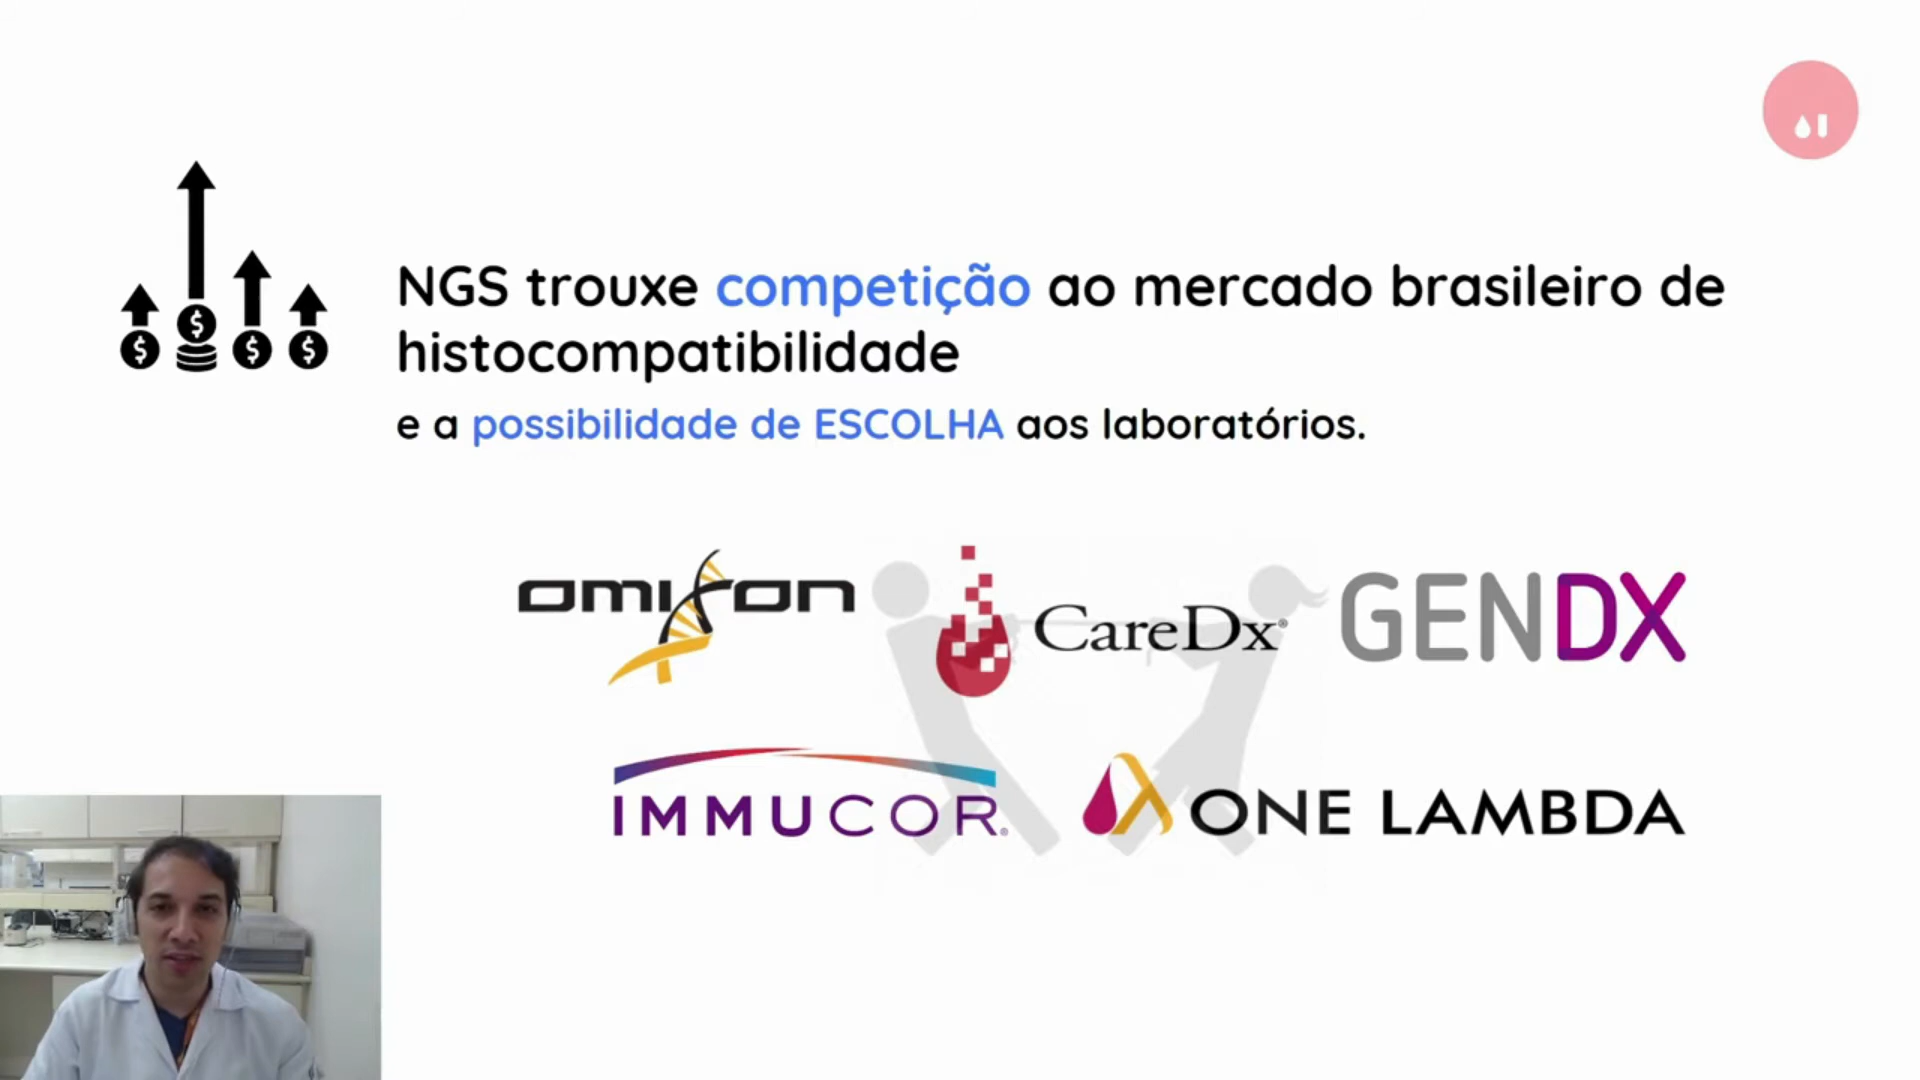 NGS trouxe competição ao mercado brasileiro de
histocompatibilidade
e a possibilidade de ESCOLHA aos laboratórios.
omixon
CareDx®
GENDX
IMMUCOR®
ONE LAMBDA
$ $ $ $